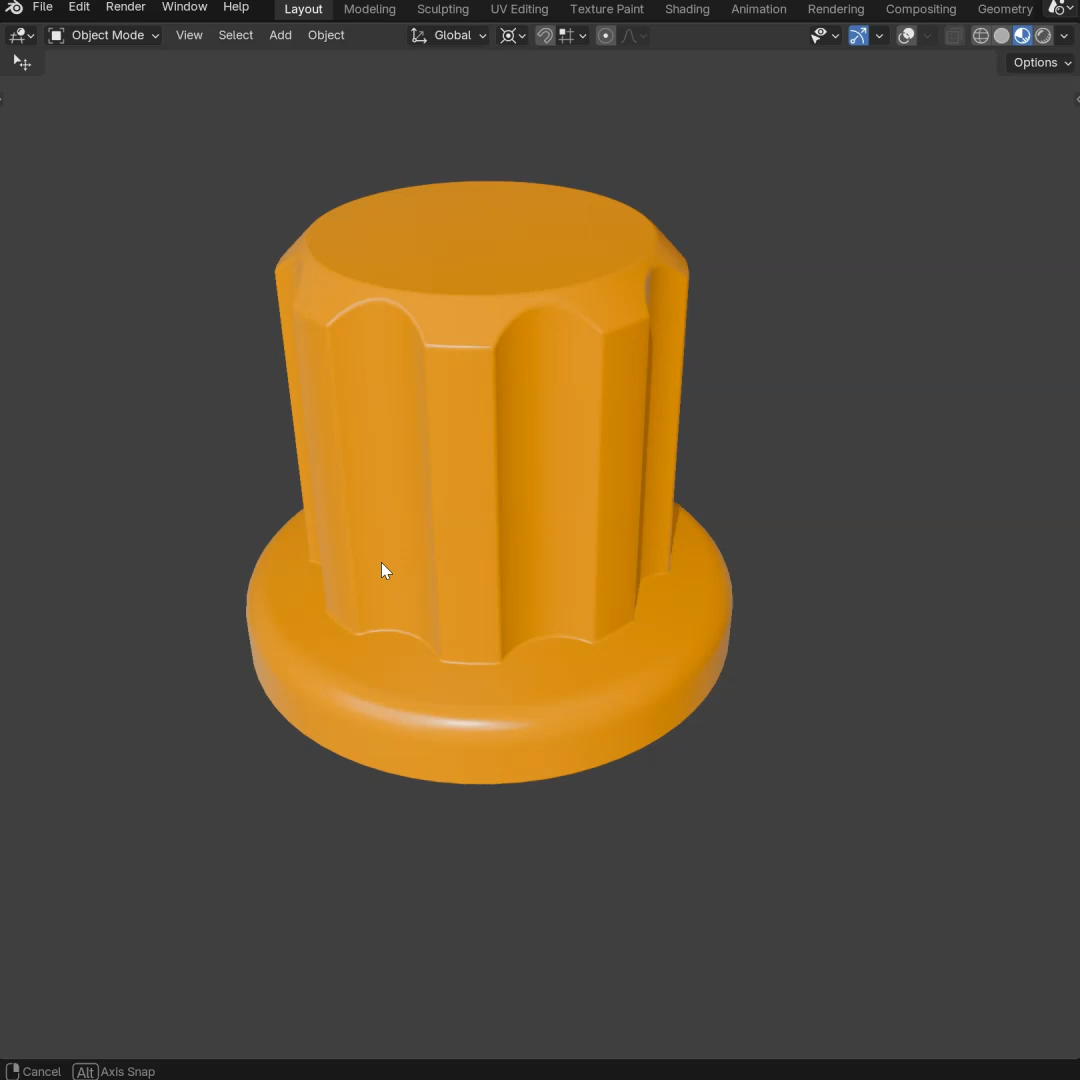 File Edit Render Window Help Layout Modeling Sculpting UV Editing Texture Paint Shading Animation Rendering Compositing Geometry
Object Mode View Select Add Object Global
Options
Cancel Alt Axis Snap